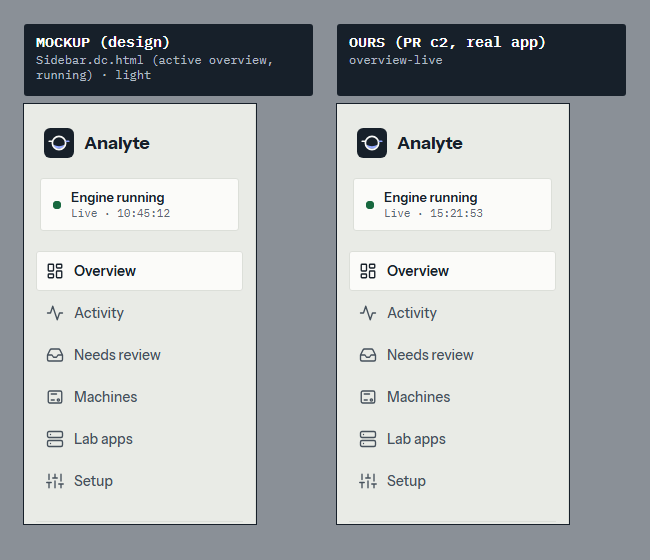 MOCKUP (design)
Sidebar.dc.html (active overview,
running) · light
Analyte
Engine running
Live · 10:45:12
Overview
Activity
Needs review
Machines
Lab apps
Setup
OURS (PR c2, real app)
overview-live
Analyte
Engine running
Live · 15:21:53
Overview
Activity
Needs review
Machines
Lab apps
Setup